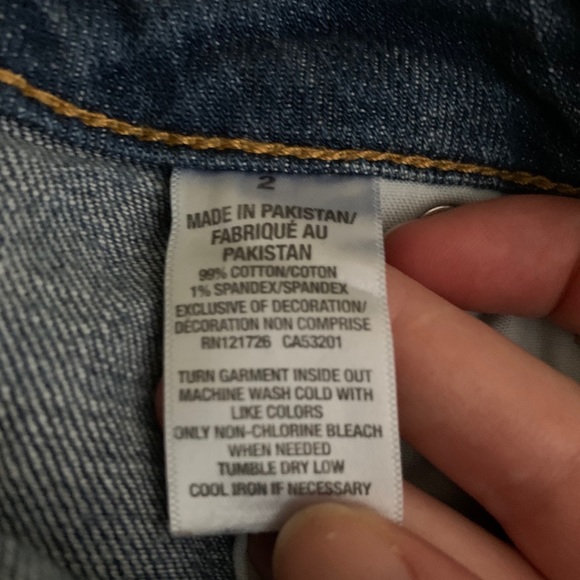 2
MADE IN PAKISTAN/
FABRIQUÉ AU
PAKISTAN
99% COTTON/COTON
1% SPANDEX/SPANDEX
EXCLUSIVE OF DECORATION/
DÉCORATION NON COMPRISE
RN121726 CA53201
TURN GARMENT INSIDE OUT
MACHINE WASH COLD WITH
LIKE COLORS
ONLY NON-CHLORINE BLEACH
WHEN NEEDED
TUMBLE DRY LOW
COOL IRON IF NECESSARY